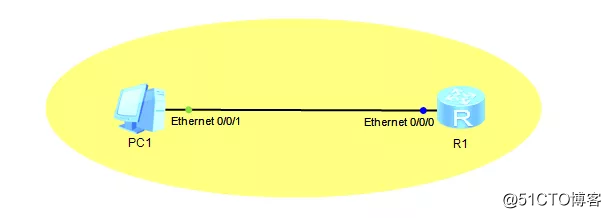 Ethernet 0/0/1
Ethernet 0/0/0
R
PC1
R1
@51CTO博客